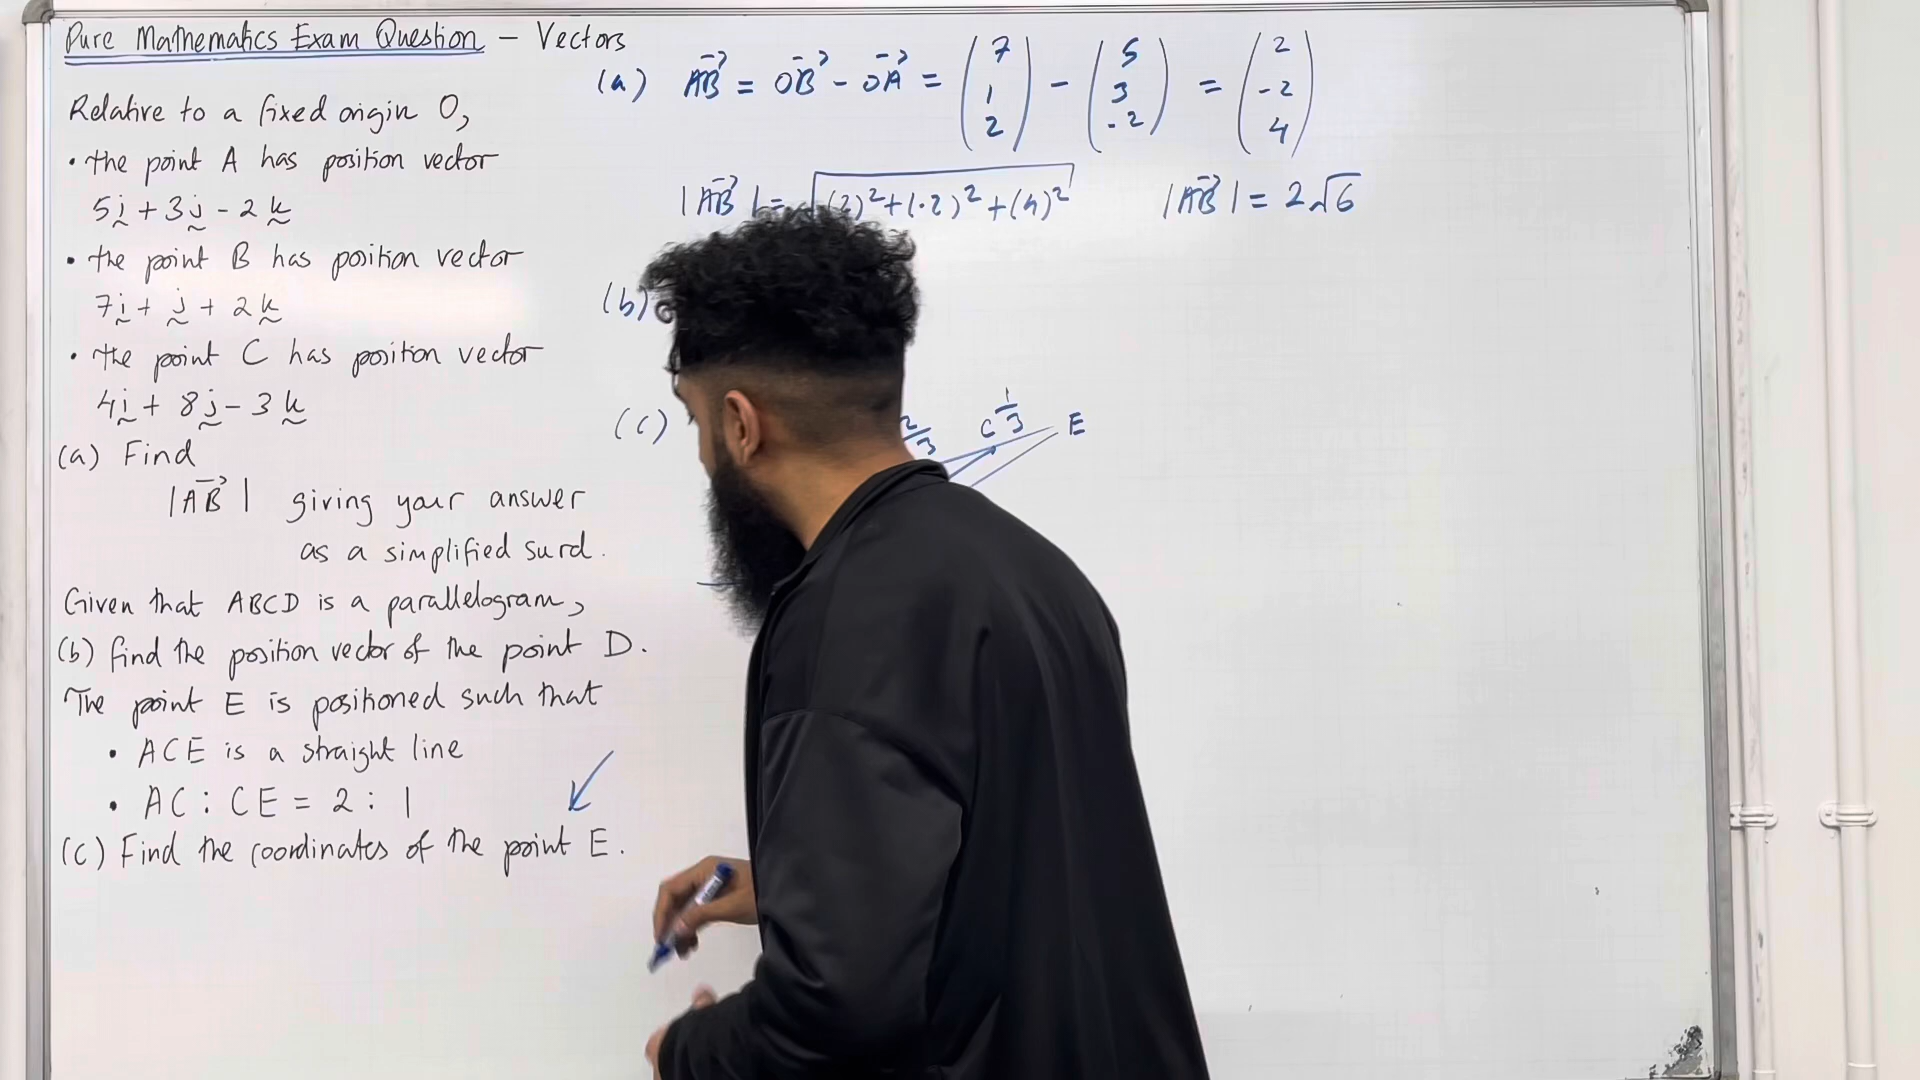 Pure Mathematics Exam Question - Vectors
Relative to a fixed origin O,
• the point A has position vector
5i + 3j - 2k
• the point B has position vector
7i + j + 2k
• the point C has position vector
4i + 8j - 3k
(a) Find
|AB⃗| giving your answer
as a simplified surd.
Given that ABCD is a parallelogram,
(b) find the position vector of the point D.
The point E is positioned such that
• ACE is a straight line
• AC : CE = 2 : 1
(c) Find the coordinates of the point E.
(a) AB⃗ = OB⃗ - OA⃗ = (7 1 2) - (5 3 -2) = (2 -2 4)
|AB⃗| = √(2)² + (-2)² + (4)² |AB⃗| = 2√6
(b)
(c) 2/3 C 1/3 E